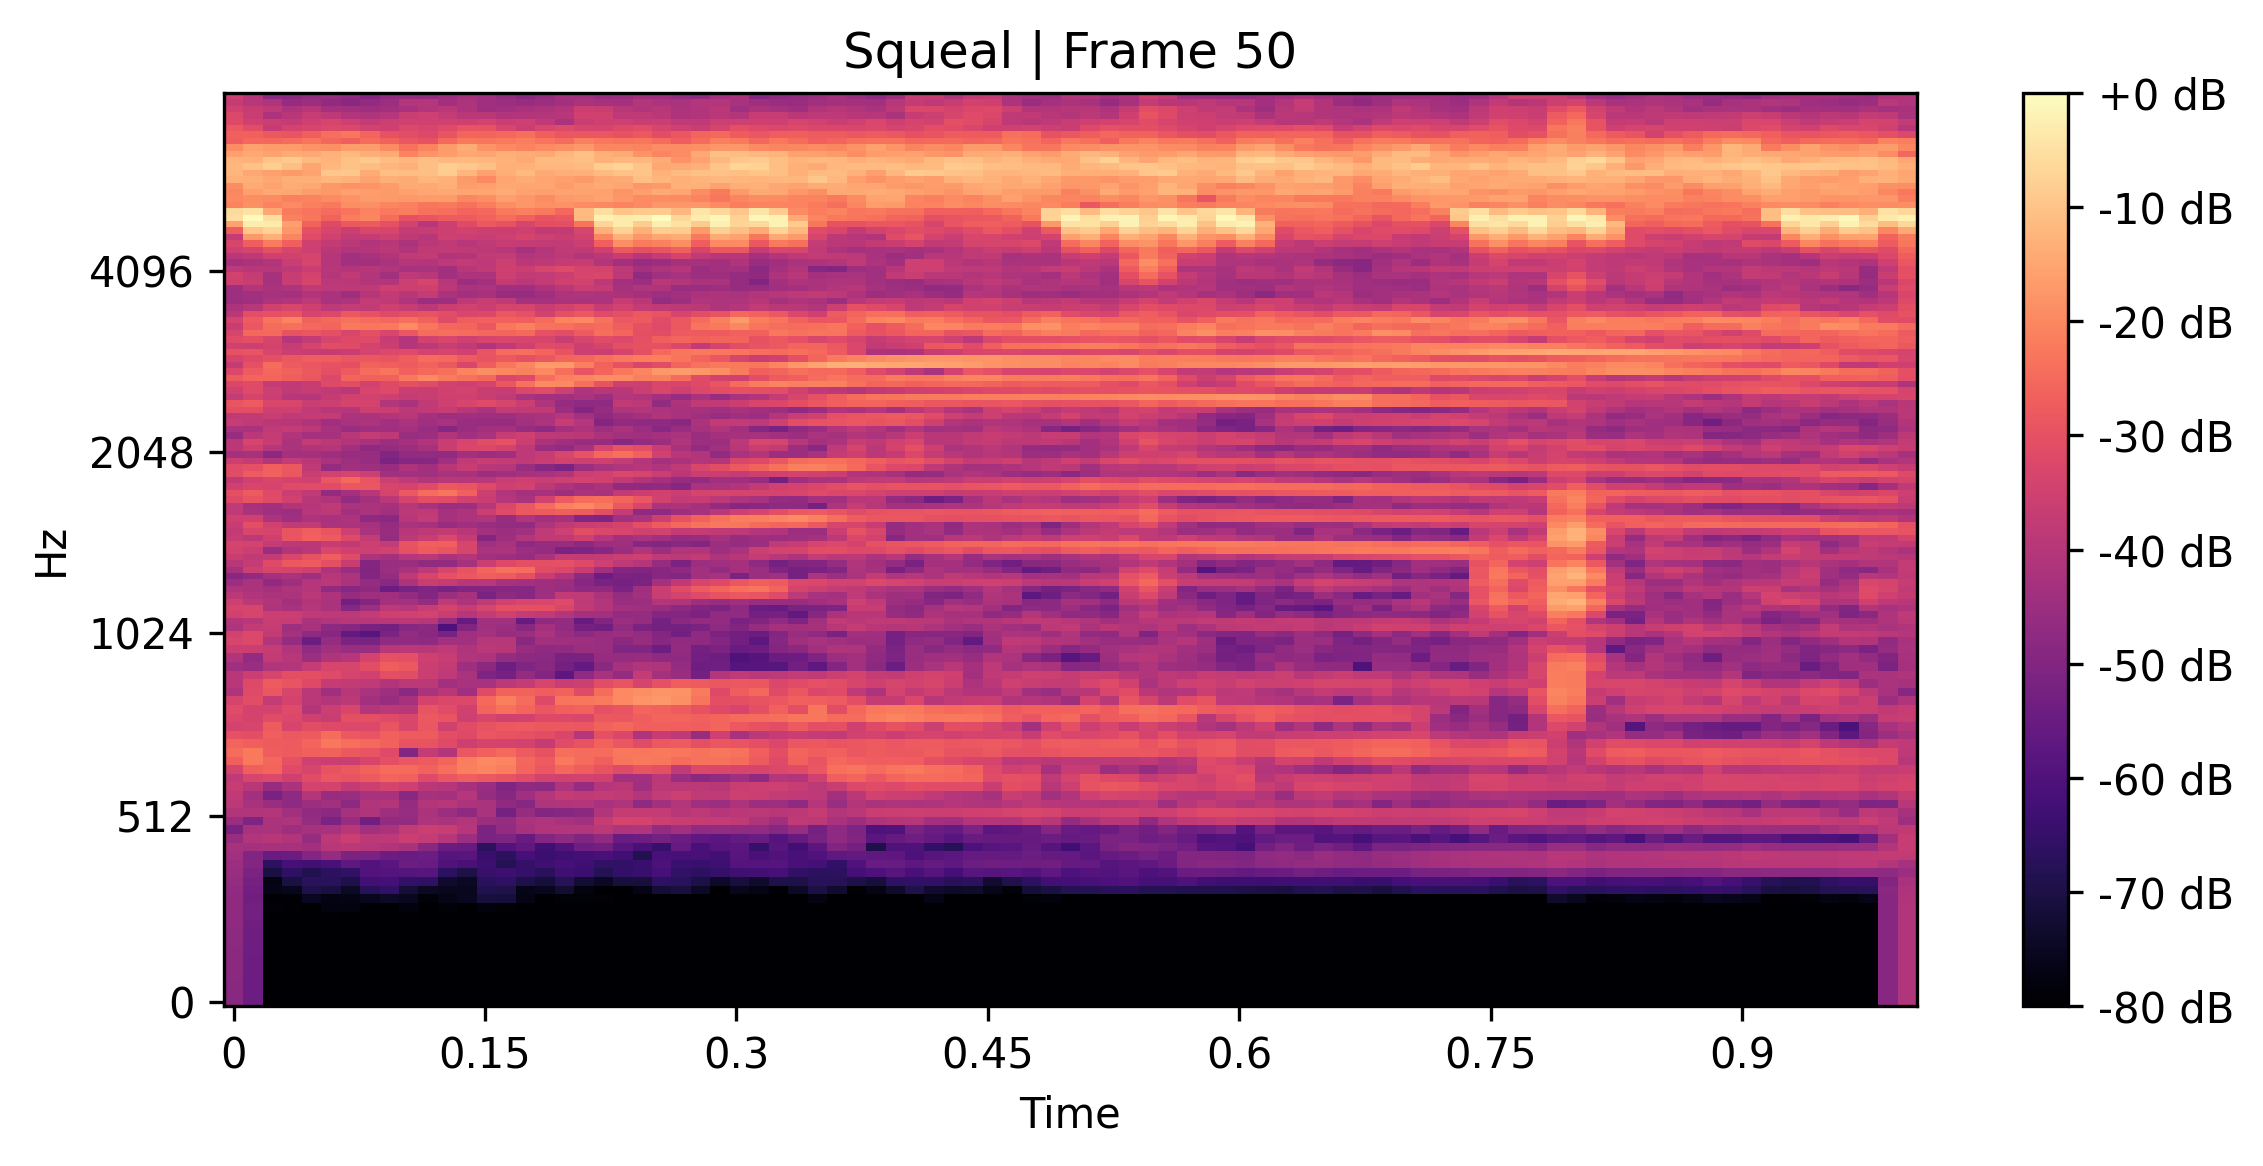 Squeal | Frame 50
+0 dB
-10 dB
-20 dB
-30 dB
-40 dB
-50 dB
-60 dB
-70 dB
-80 dB
4096
2048
1024
512
0
Hz
0 0.15 0.3 0.45 0.6 0.75 0.9
Time